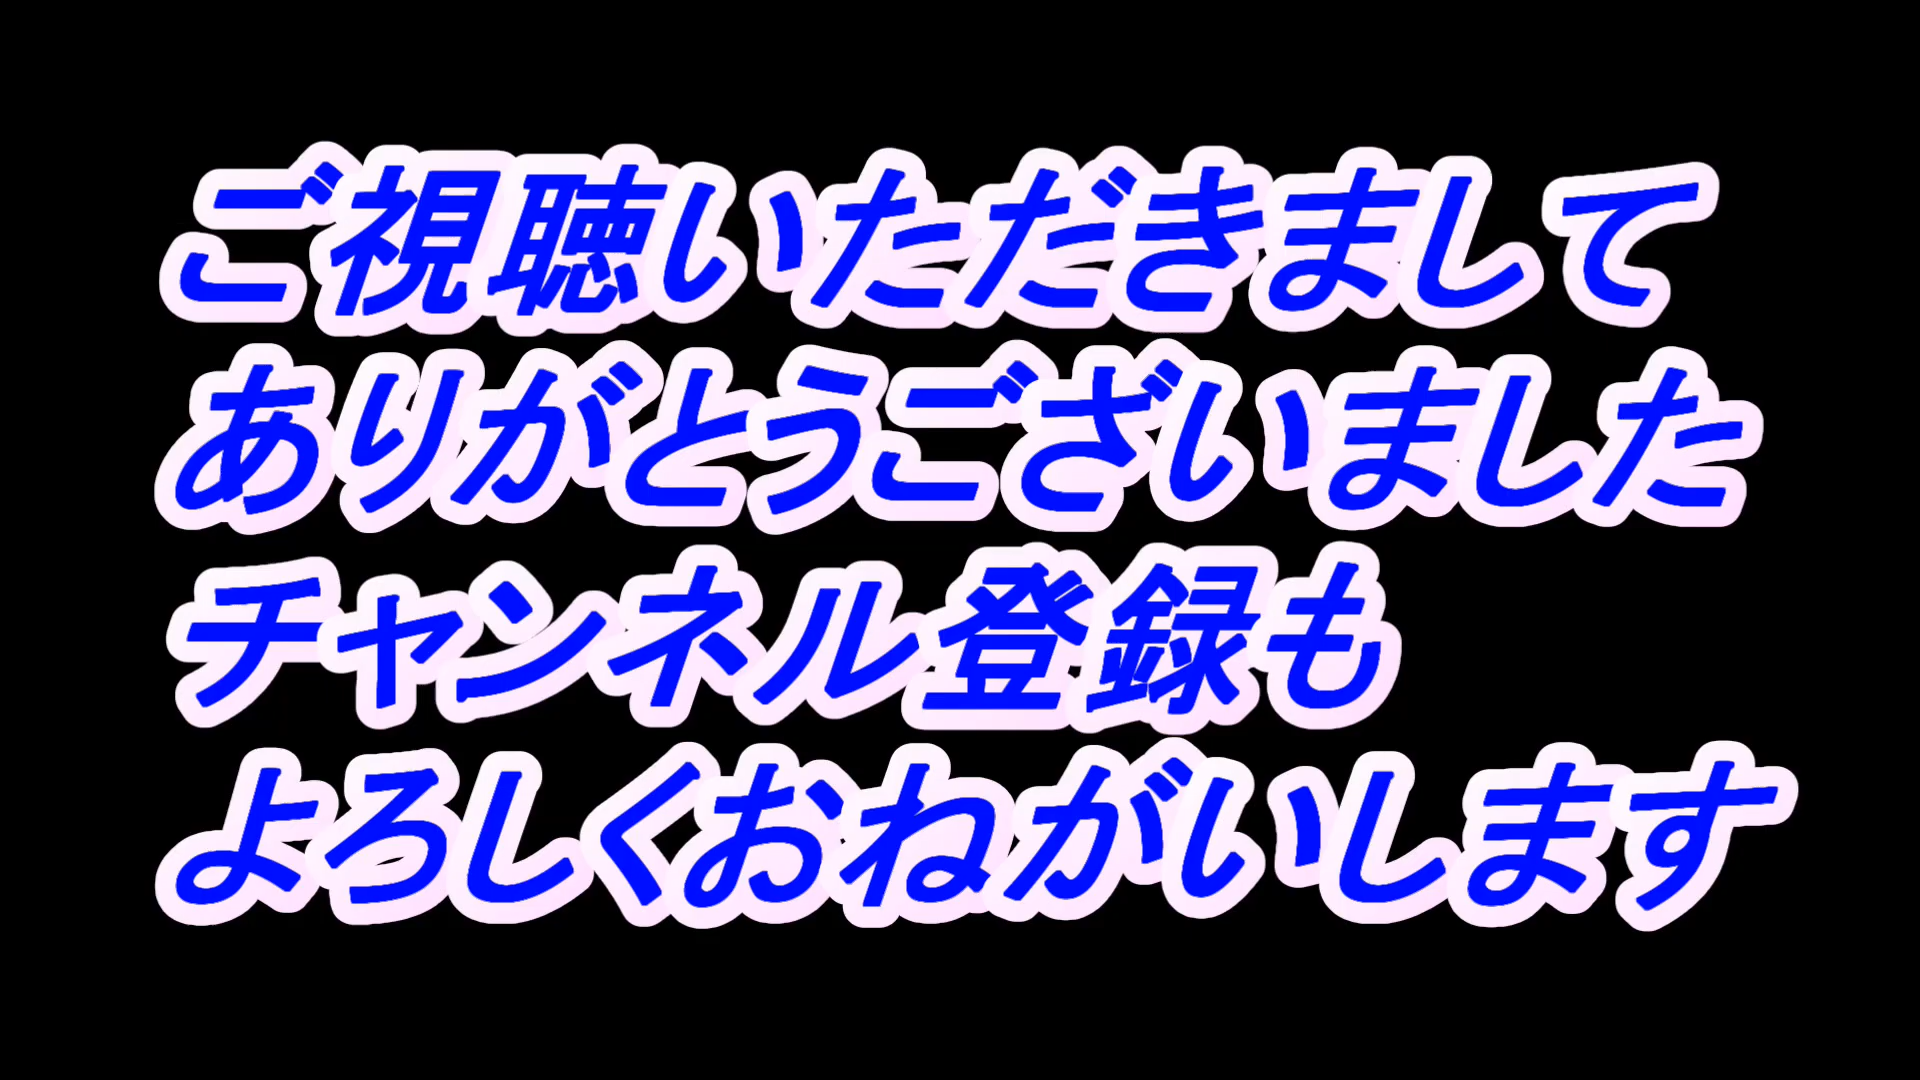 ご視聴いただきまして
ありがとうございました
チャンネル登録も
よろしくおねがいします